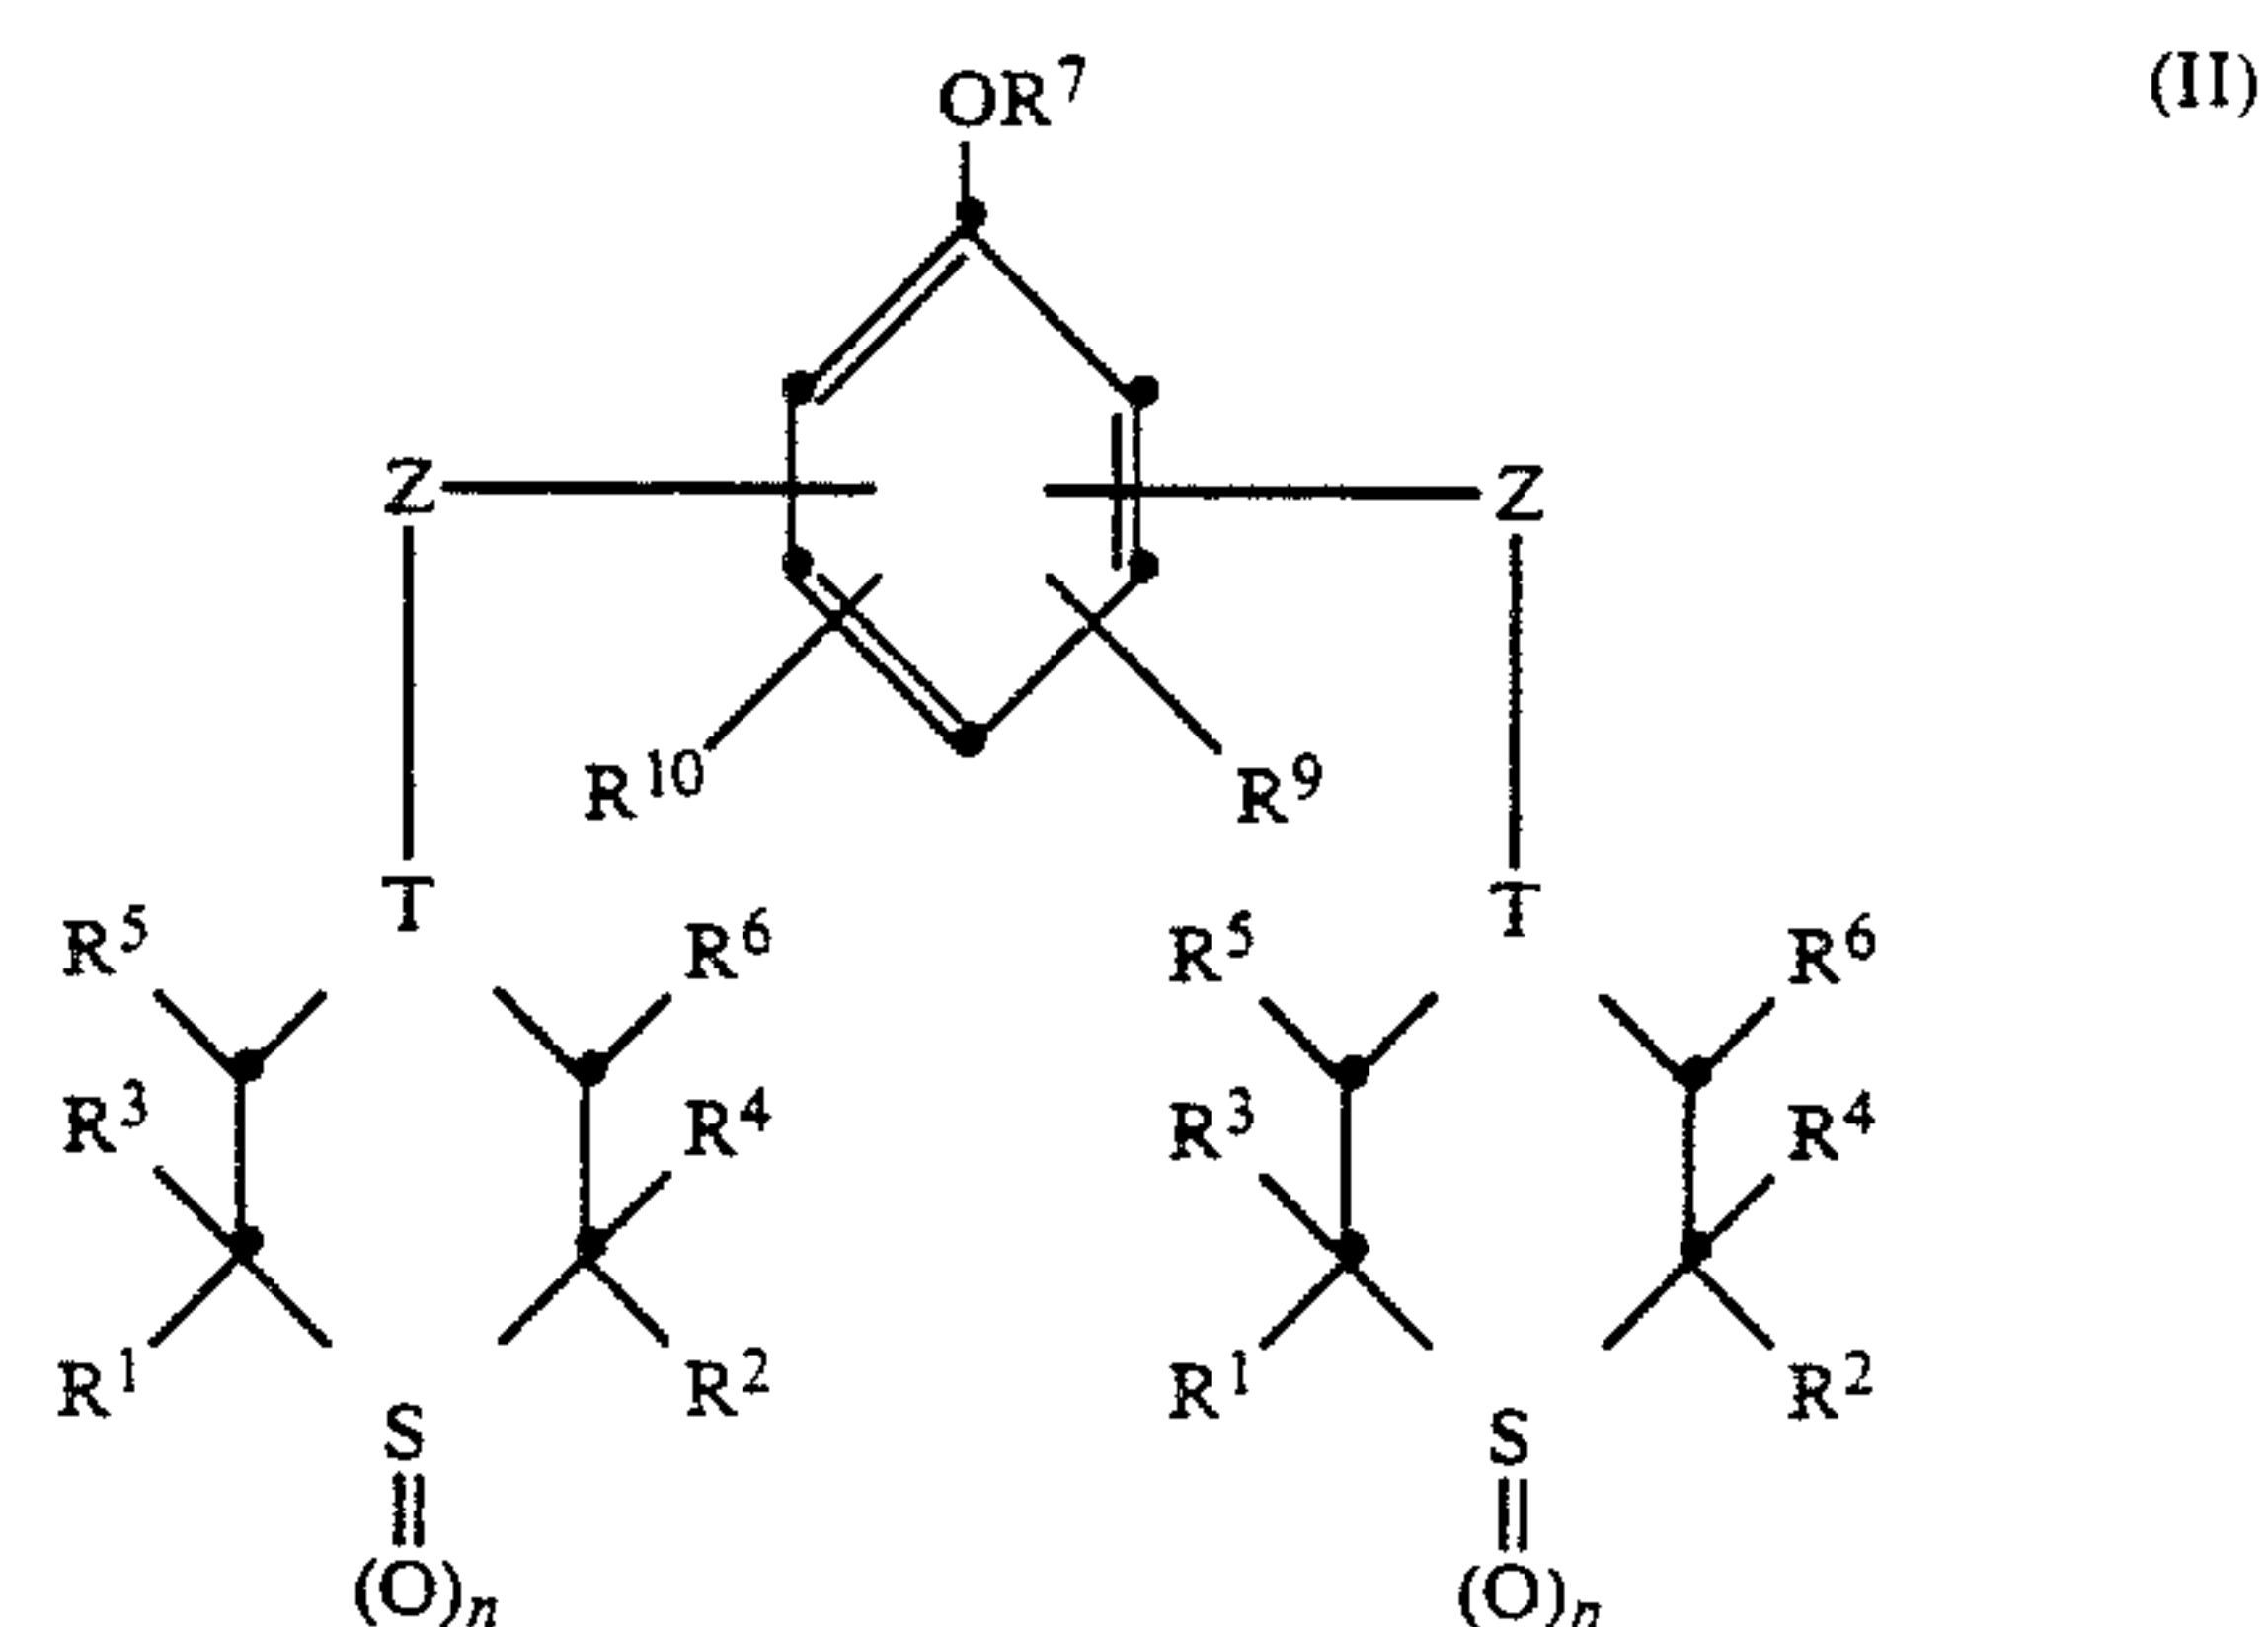 OR⁷ (II)
Z Z
R¹⁰ R⁹
T T
R⁵ R⁶ R⁵ R⁶
R³ R⁴ R³ R⁴
R¹ R² R¹ R²
S S
(O)n (O)n